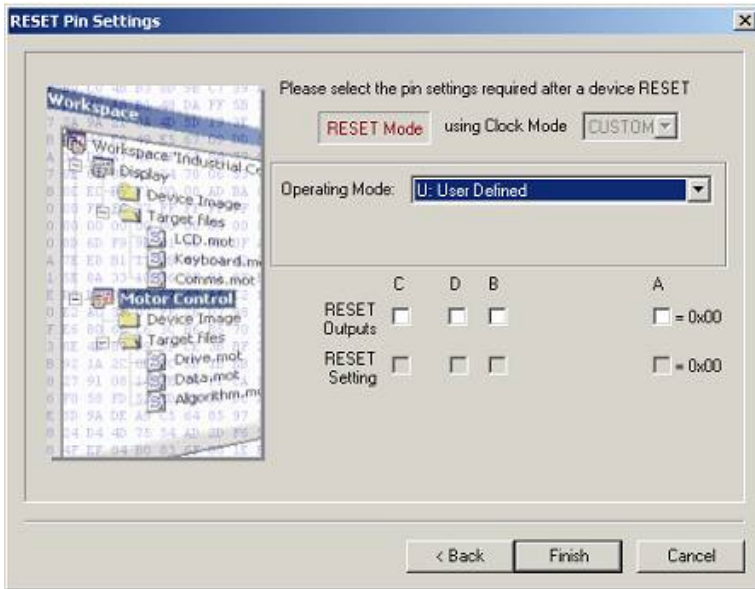 RESET Pin Settings
Please select the pin settings required after a device RESET
RESET Mode using Clock Mode CUSTOM
Operating Mode: U: User Defined
C D B A
RESET Outputs = 0x00
RESET Setting = 0x00
Workspace
Workspace "Industrial Co
Display
Device Image
Target files
LCD.mot
Keyboard.m
Comms.mot
Motor Control
Device Image
Target files
Drive.mot
Data.mot
Algorithm.m
< Back Finish Cancel